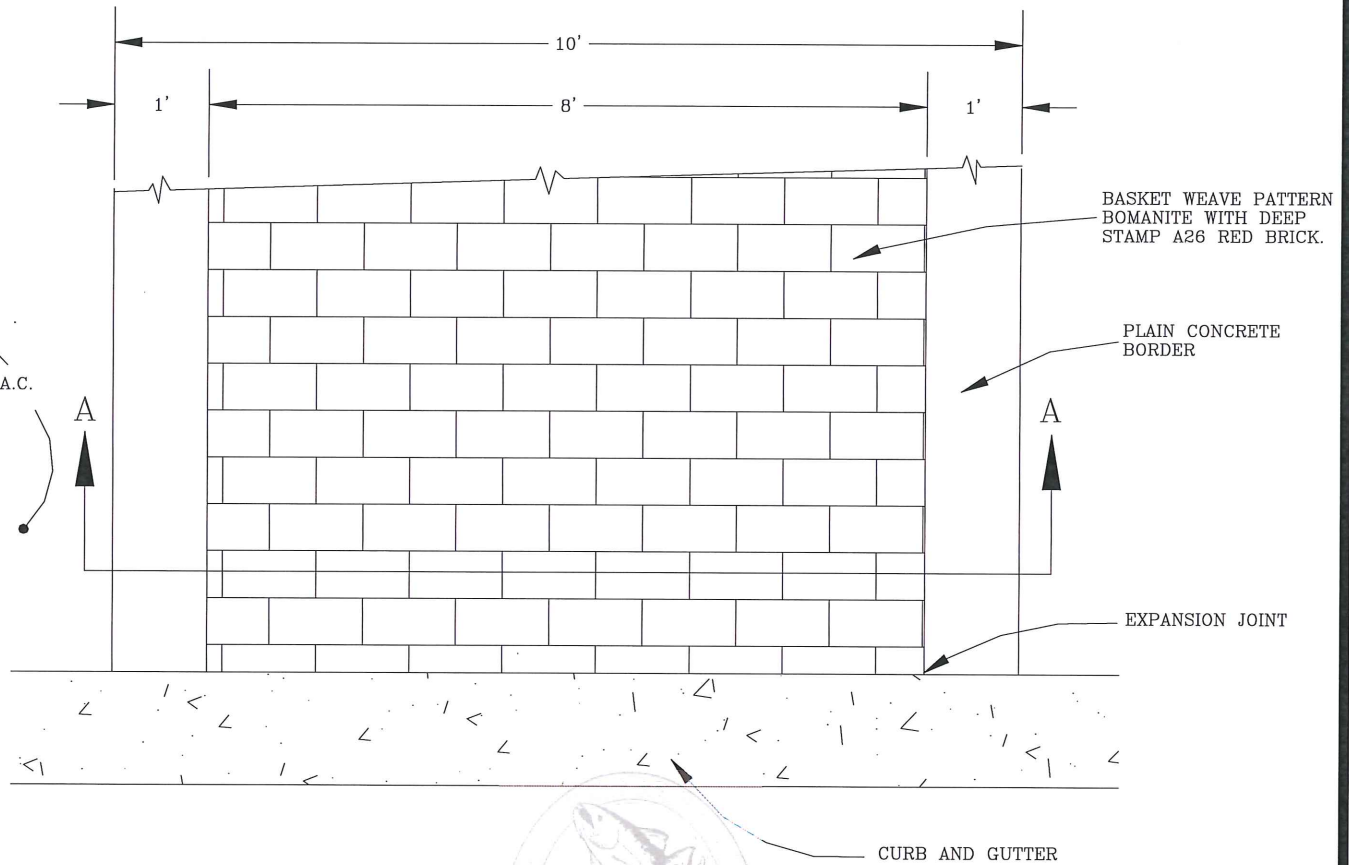 10'
1'
8'
1'
BASKET WEAVE PATTERN
BOMANITE WITH DEEP
STAMP A26 RED BRICK.
PLAIN CONCRETE
BORDER
A.C.
A
A
EXPANSION JOINT
CURB AND GUTTER